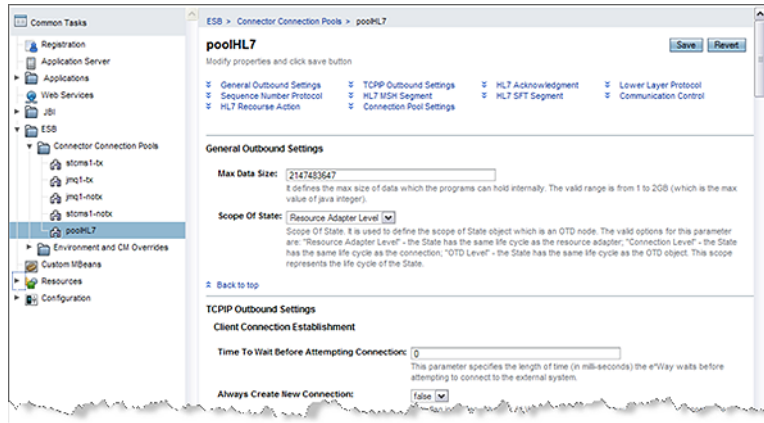 Common Tasks
Registration
Application Server
Applications
Web Services
JBI
ESB
Connector Connection Pools
stcms1-tx
jmq1-tx
jmq1-notx
stcms1-notx
poolHL7
Environment and CM Overrides
Custom MBeans
Resources
Configuration
ESB > Connector Connection Pools > poolHL7
poolHL7
Save Revert
Modify properties and click save button
General Outbound Settings TCPIP Outbound Settings HL7 Acknowledgment Lower Layer Protocol
Sequence Number Protocol HL7 MSH Segment HL7 SFT Segment Communication Control
HL7 Recourse Action Connection Pool Settings
General Outbound Settings
Max Data Size: 2147483647
It defines the max size of data which the programs can hold internally. The valid range is from 1 to 2GB (which is the max
value of java integer).
Scope Of State: Resource Adapter Level
Scope Of State. It is used to define the scope of State object which is an OTD node. The valid options for this parameter
are: "Resource Adapter Level" - the State has the same life cycle as the resource adapter; "Connection Level" - the State
has the same life cycle as the connection; "OTD Level" - the State has the same life cycle as the OTD object. This scope
represents the life cycle of the State.
Back to top
TCPIP Outbound Settings
Client Connection Establishment
Time To Wait Before Attempting Connection: 0
This parameter specifies the length of time (in milli-seconds) the e*Way waits before
attempting to connect to the external system.
Always Create New Connection: false